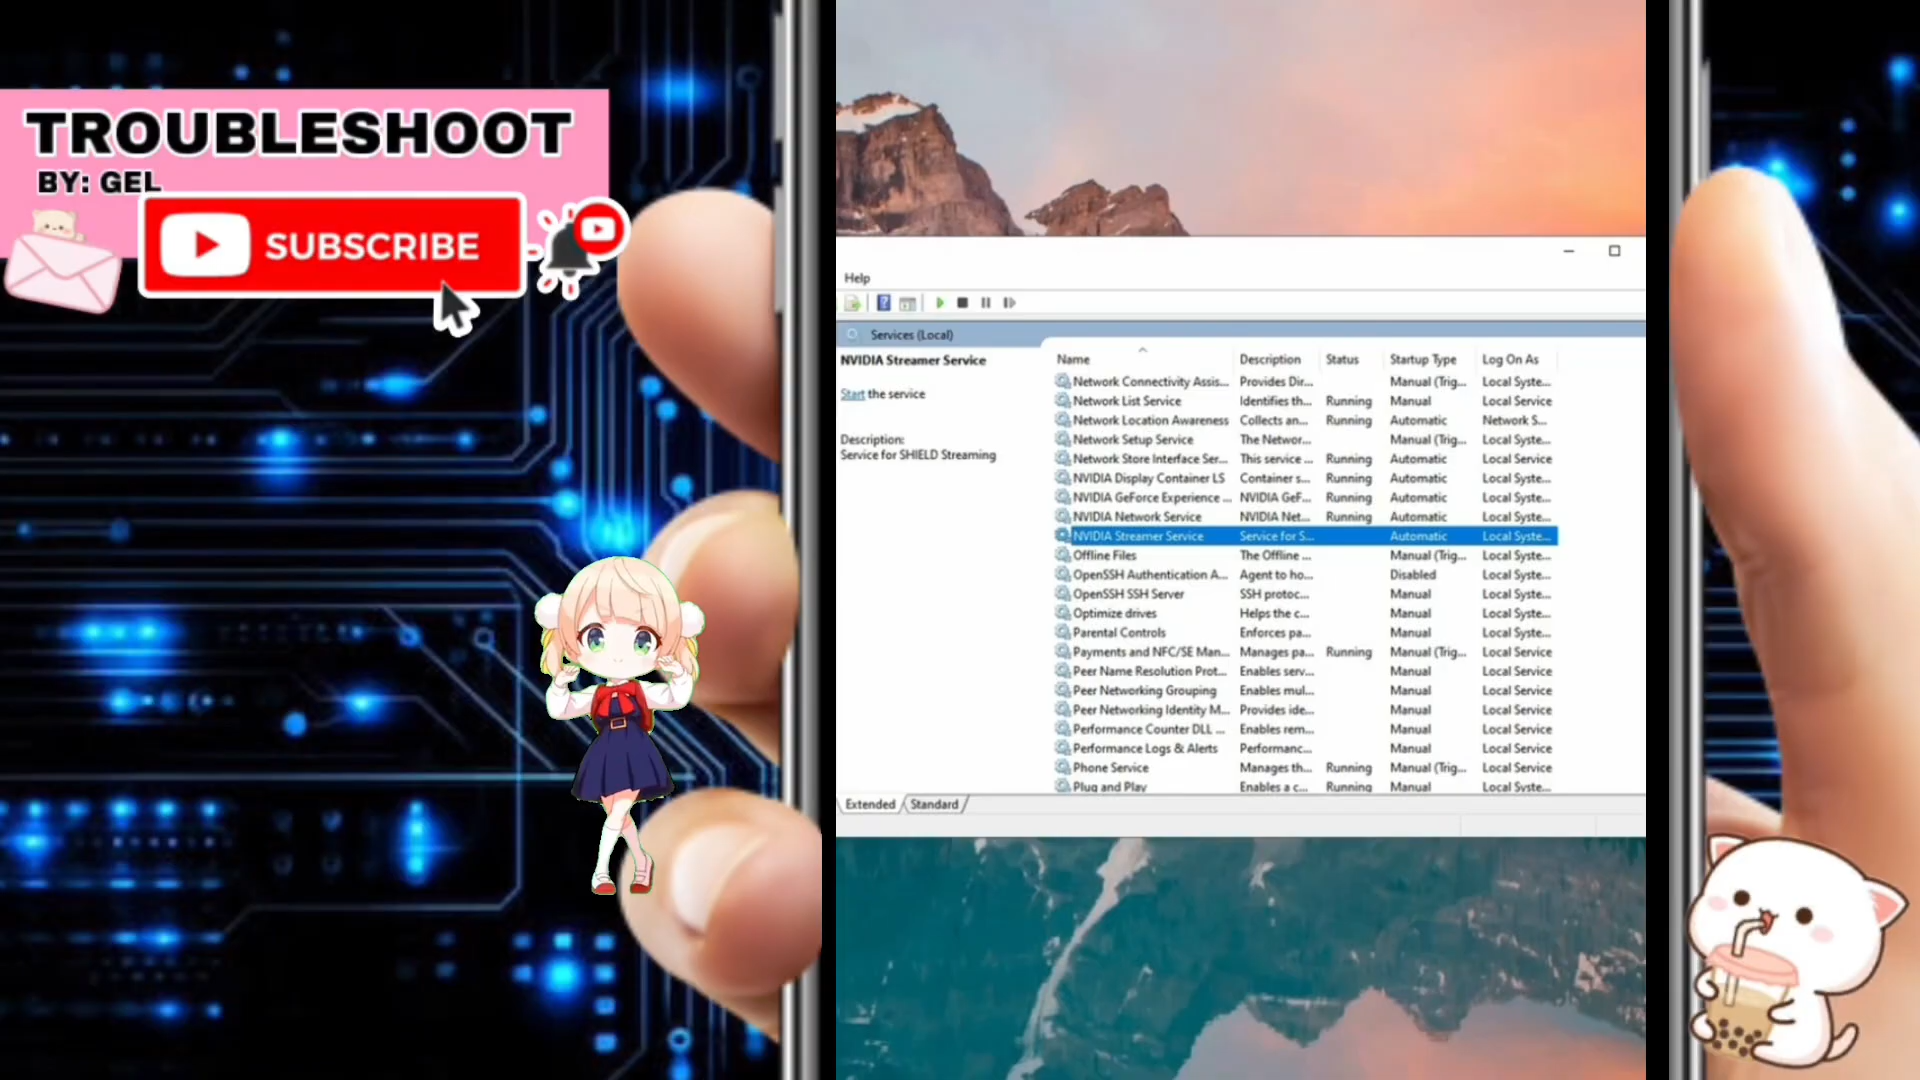 TROUBLESHOOT
BY: GEL
SUBSCRIBE
Help
Services (Local)
NVIDIA Streamer Service
Start the service
Description:
Service for SHIELD Streaming
Name Description Status Startup Type Log On As
Network Connectivity Assis... Provides Dir... Manual (Trig... Local Syste...
Network List Service Identifies th... Running Manual Local Service
Network Location Awareness Collects an... Running Automatic Network S...
Network Setup Service The Networ... Manual (Trig... Local Syste...
Network Store Interface Ser... This service ... Running Automatic Local Service
NVIDIA Display Container LS Container s... Running Automatic Local Syste...
NVIDIA GeForce Experience ... NVIDIA GeF... Running Automatic Local Syste...
NVIDIA Network Service NVIDIA Net... Running Automatic Local Syste...
NVIDIA Streamer Service Service for S... Automatic Local Syste...
Offline Files The Offline ... Manual (Trig... Local Syste...
OpenSSH Authentication A... Agent to ho... Disabled Local Syste...
OpenSSH SSH Server SSH protoc... Manual Local Syste...
Optimize drives Helps the c... Manual Local Syste...
Parental Controls Enforces pa... Manual Local Syste...
Payments and NFC/SE Man... Manages pa... Running Manual (Trig... Local Service
Peer Name Resolution Prot... Enables serv... Manual Local Service
Peer Networking Grouping Enables mul... Manual Local Service
Peer Networking Identity M... Provides ide... Manual Local Service
Performance Counter DLL ... Enables rem... Manual Local Service
Performance Logs & Alerts Performanc... Manual Local Service
Phone Service Manages th... Running Manual (Trig... Local Service
Plug and Play Enables a c... Running Manual Local Syste...
Extended Standard